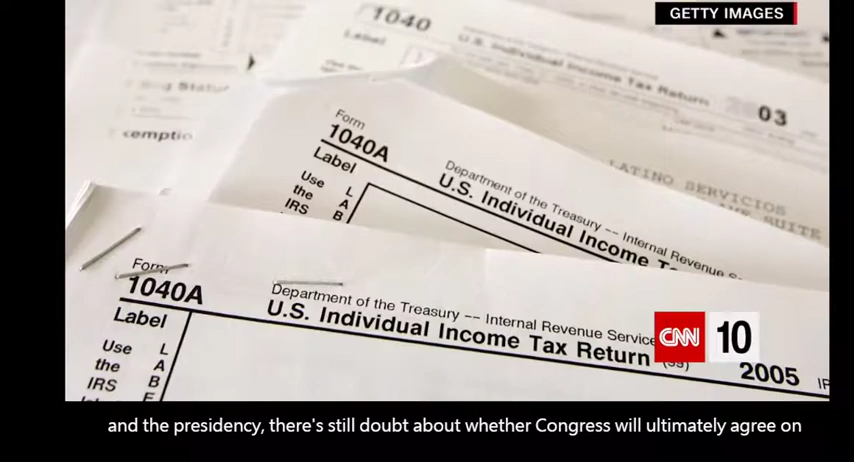 GETTY IMAGES
1040
Label
U.S. Individual Income Tax Return
03
Form
1040A
Label
Use
the
IRS
L
A
B
Department of the Treasury -- Internal Revenue
U.S. Individual Income
LATINO SERVICIOS
SUITE
Form
1040A
Label
Use
the
IRS
L
A
B
E
Department of the Treasury -- Internal Revenue Service
U.S. Individual Income Tax Return
2005
CNN 10
and the presidency, there's still doubt about whether Congress will ultimately agree on